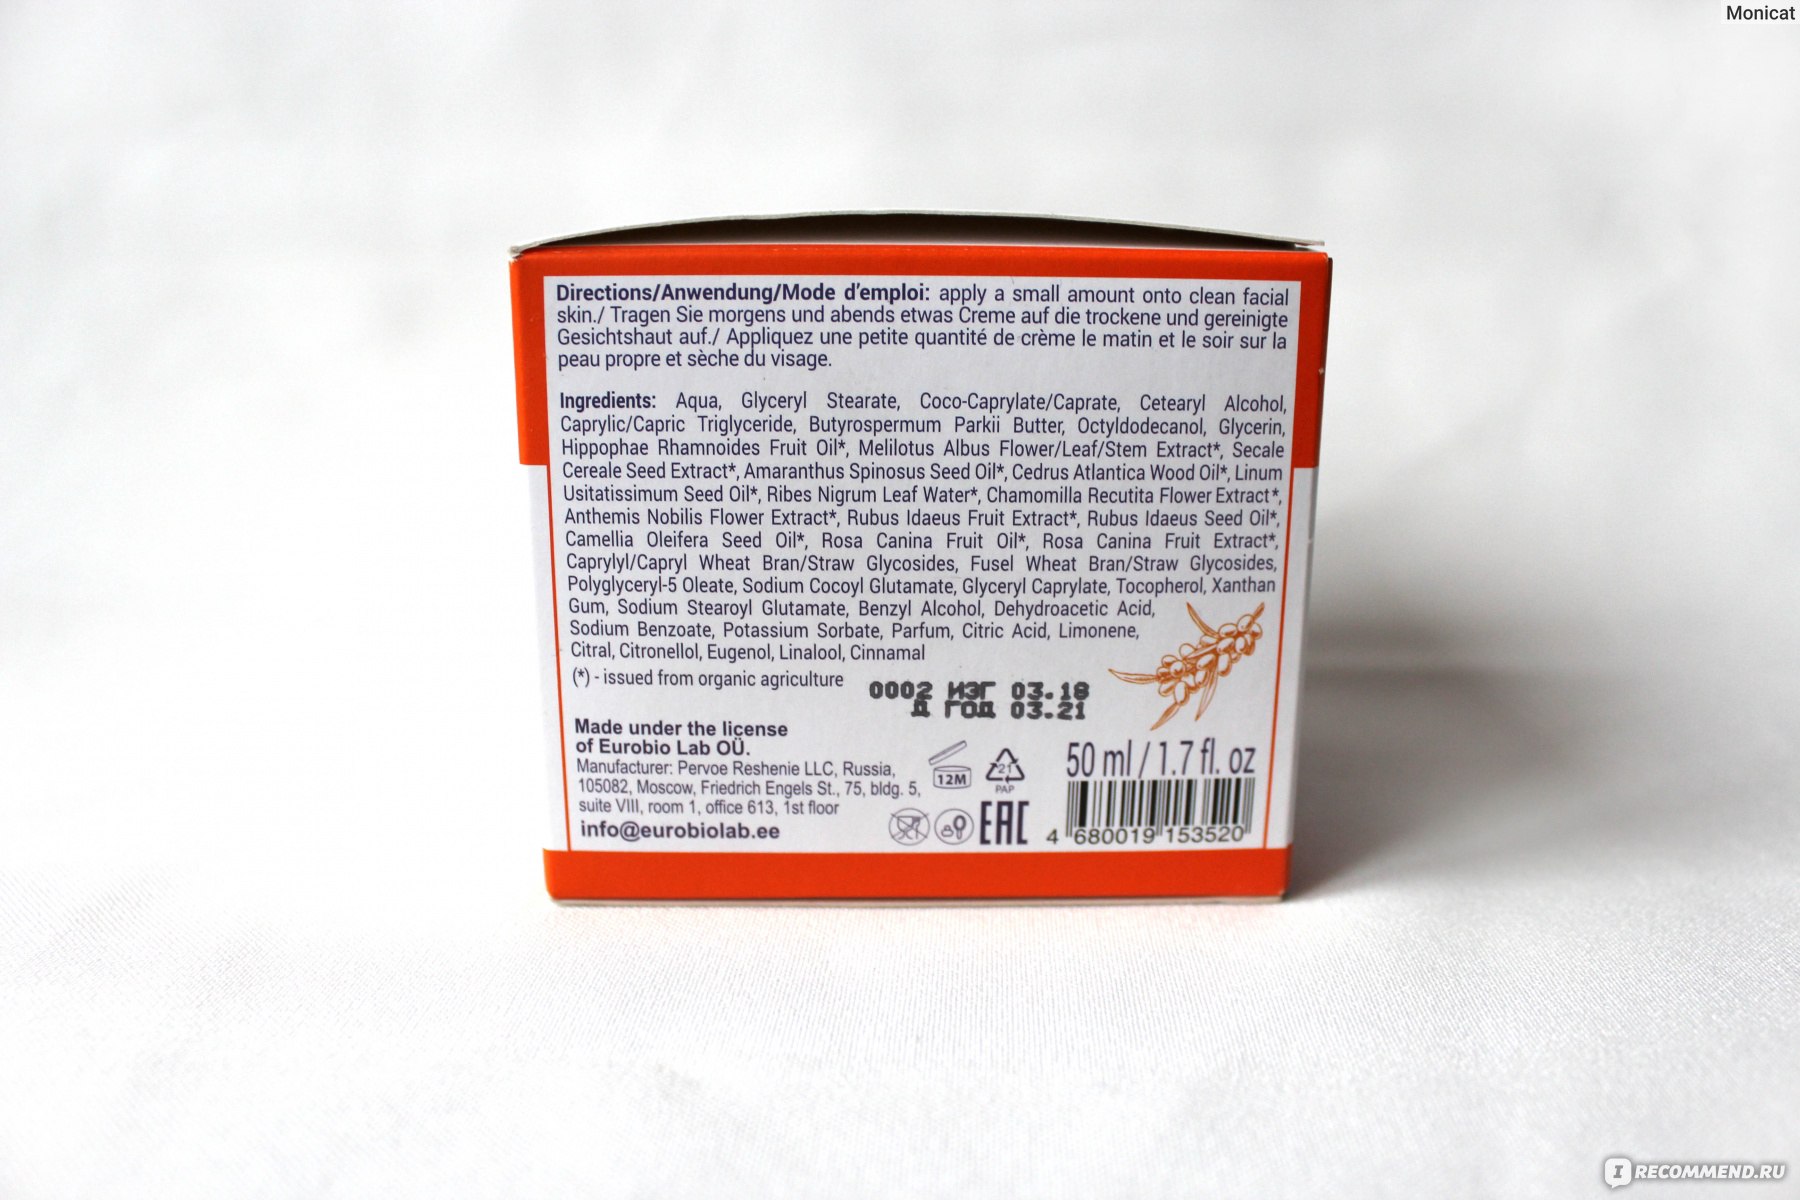 Monicat
Directions/Anwendung/Mode d'emploi: apply a small amount onto clean facial
skin./ Tragen Sie morgens und abends etwas Creme auf die trockene und gereinigte
Gesichtshaut auf./ Appliquez une petite quantité de crème le matin et le soir sur la
peau propre et sèche du visage.
Ingredients: Aqua, Glyceryl Stearate, Coco-Caprylate/Caprate, Cetearyl Alcohol,
Caprylic/Capric Triglyceride, Butyrospermum Parkii Butter, Octyldodecanol, Glycerin,
Hippophae Rhamnoides Fruit Oil*, Melilotus Albus Flower/Leaf/Stem Extract*, Secale
Cereale Seed Extract*, Amaranthus Spinosus Seed Oil*, Cedrus Atlantica Wood Oil*, Linum
Usitatissimum Seed Oil*, Ribes Nigrum Leaf Water*, Chamomilla Recutita Flower Extract*,
Anthemis Nobilis Flower Extract*, Rubus Idaeus Fruit Extract*, Rubus Idaeus Seed Oil*,
Camellia Oleifera Seed Oil*, Rosa Canina Fruit Oil*, Rosa Canina Fruit Extract*,
Caprylyl/Capryl Wheat Bran/Straw Glycosides, Fusel Wheat Bran/Straw Glycosides,
Polyglyceryl-5 Oleate, Sodium Cocoyl Glutamate, Glyceryl Caprylate, Tocopherol, Xanthan
Gum, Sodium Stearoyl Glutamate, Benzyl Alcohol, Dehydroacetic Acid,
Sodium Benzoate, Potassium Sorbate, Parfum, Citric Acid, Limonene,
Citral, Citronellol, Eugenol, Linalool, Cinnamal
(*) - issued from organic agriculture
0002 ИЗГ 03.18
Д ГОД 03.21
Made under the license
of Eurobio Lab OÜ.
Manufacturer: Pervoe Reshenie LLC, Russia,
105082, Moscow, Friedrich Engels St., 75, bldg. 5,
suite VIII, room 1, office 613, 1st floor
info@eurobiolab.ee
12M
21
PAP
EAC
50 ml / 1.7 fl. oz
4 680019 153520
IRECOMMEND.RU